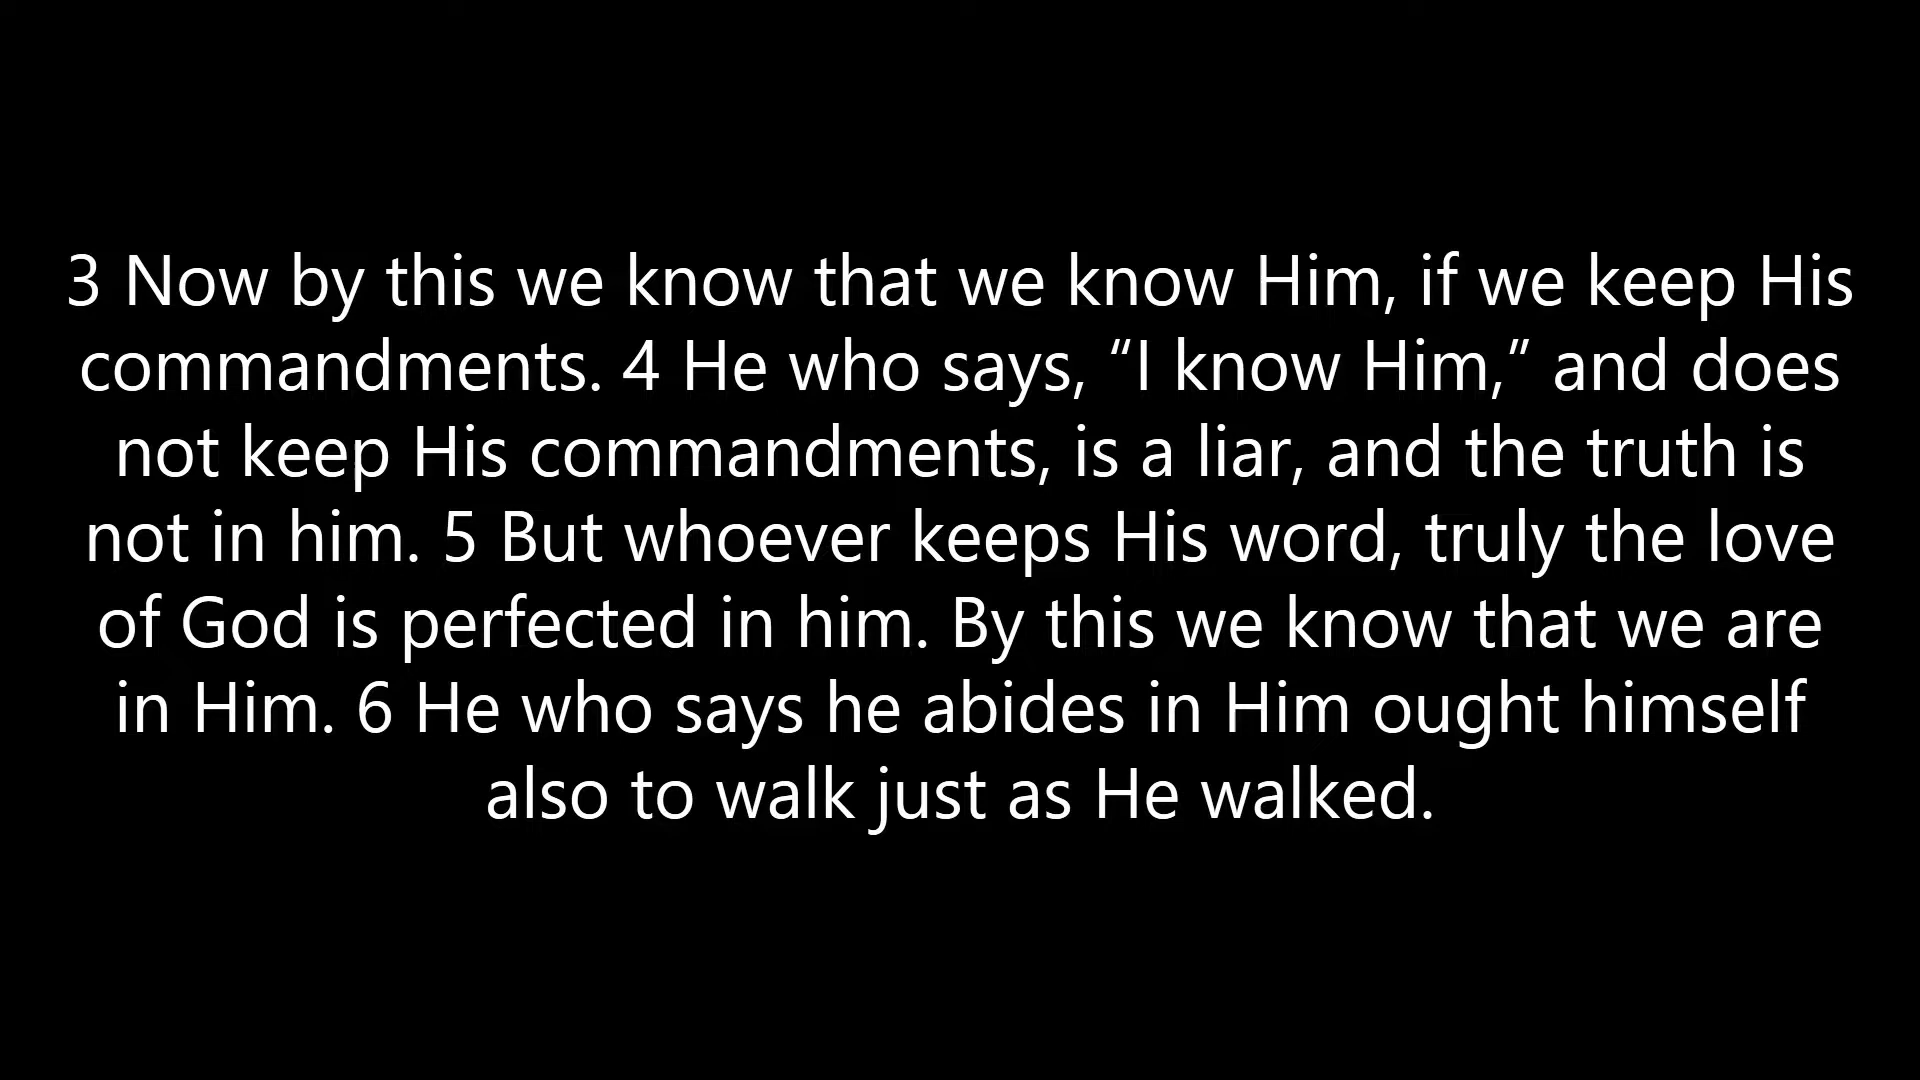 3 Now by this we know that we know Him, if we keep His
commandments. 4 He who says, “I know Him,” and does
not keep His commandments, is a liar, and the truth is
not in him. 5 But whoever keeps His word, truly the love
of God is perfected in him. By this we know that we are
in Him. 6 He who says he abides in Him ought himself
also to walk just as He walked.